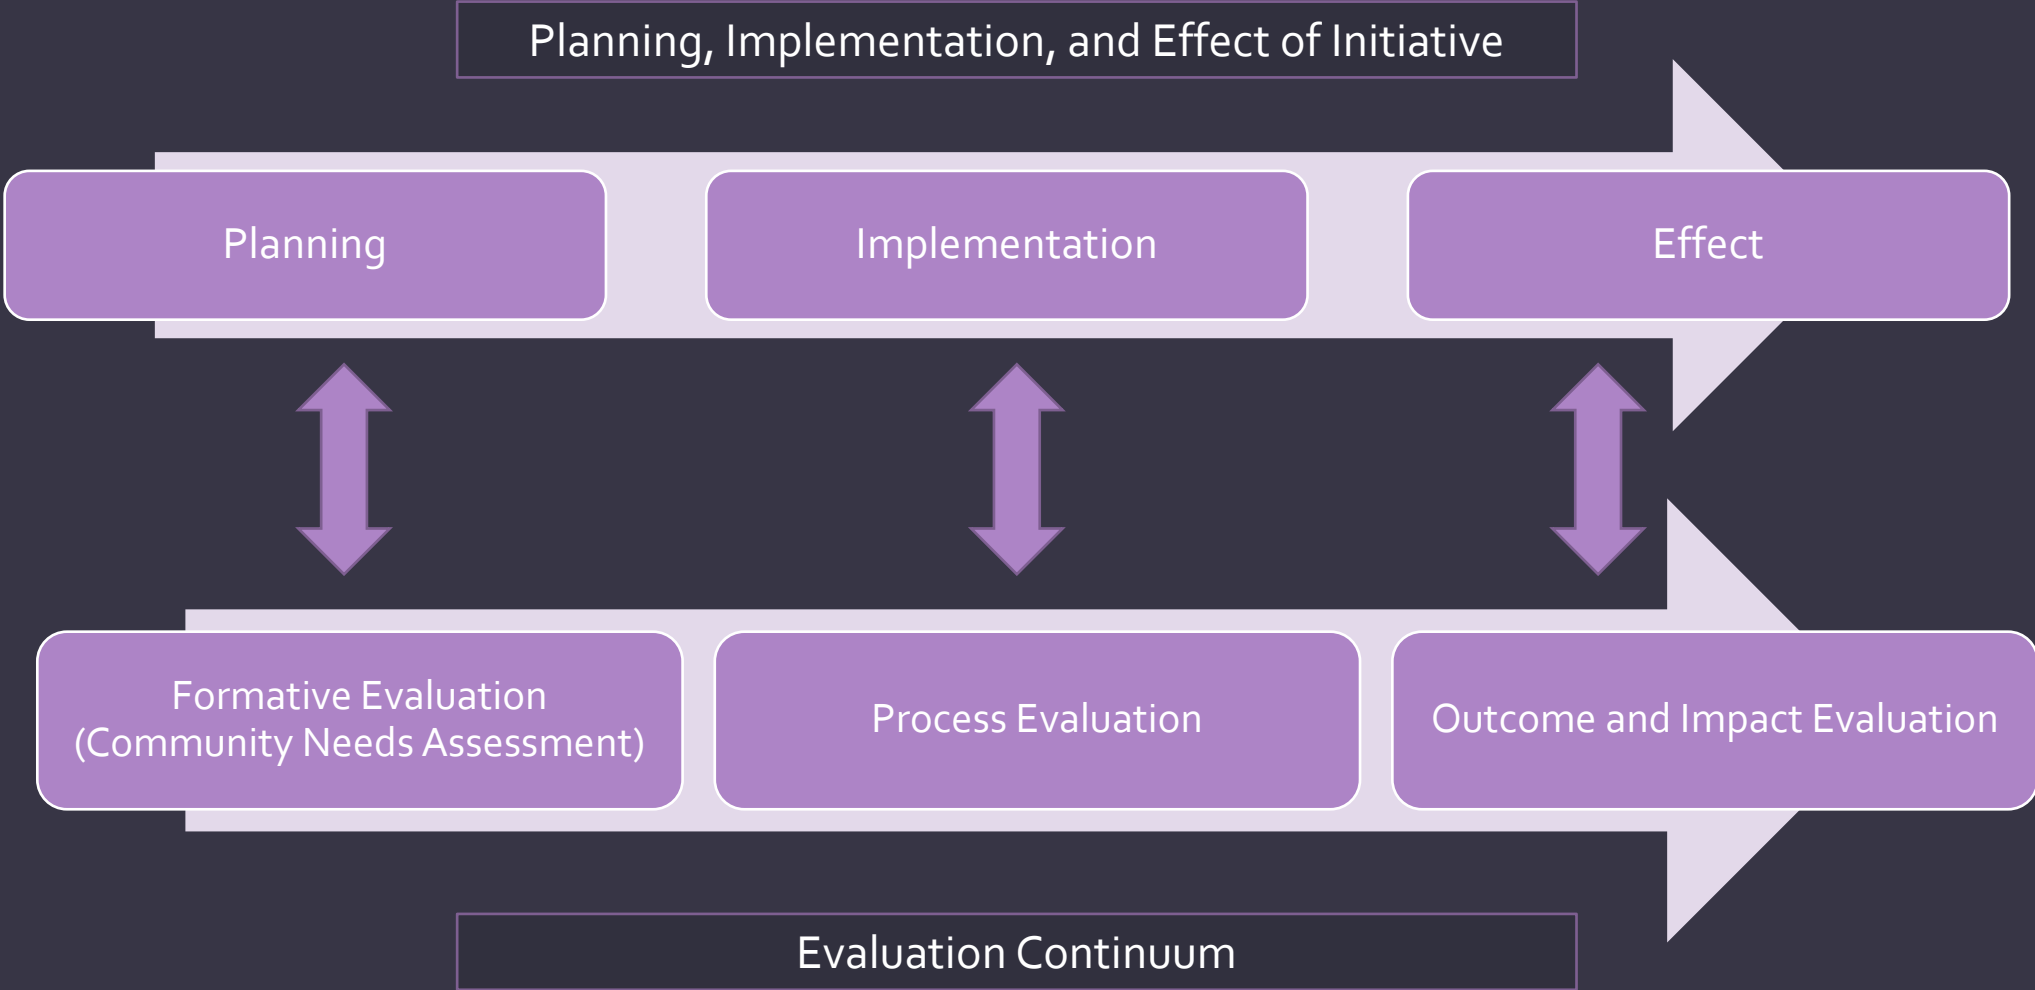 Planning, Implementation, and Effect of Initiative
Planning
Implementation
Effect
Formative Evaluation
(Community Needs Assessment)
Process Evaluation
Outcome and Impact Evaluation
Evaluation Continuum